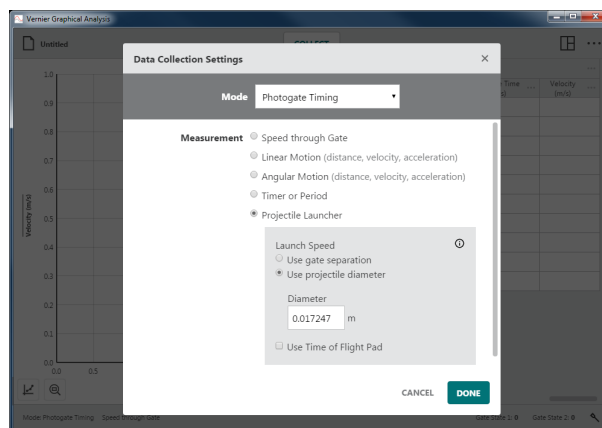 Vernier Graphical Analysis
Untitled
COLLECT
Data Collection Settings
Mode
Photogate Timing
Measurement
Speed through Gate
Linear Motion (distance, velocity, acceleration)
Angular Motion (distance, velocity, acceleration)
Timer or Period
Projectile Launcher
Launch Speed
Use gate separation
Use projectile diameter
Diameter
0.017247 m
Use Time of Flight Pad
CANCEL
DONE
Velocity (m/s)
1.0
0.9
0.8
0.7
0.6
0.5
0.4
0.3
0.2
0.1
0.0
0.0 0.5
Time
Velocity
(m/s)
Mode: Photogate Timing Speed through Gate
Gate State 1: 0 Gate State 2: 0